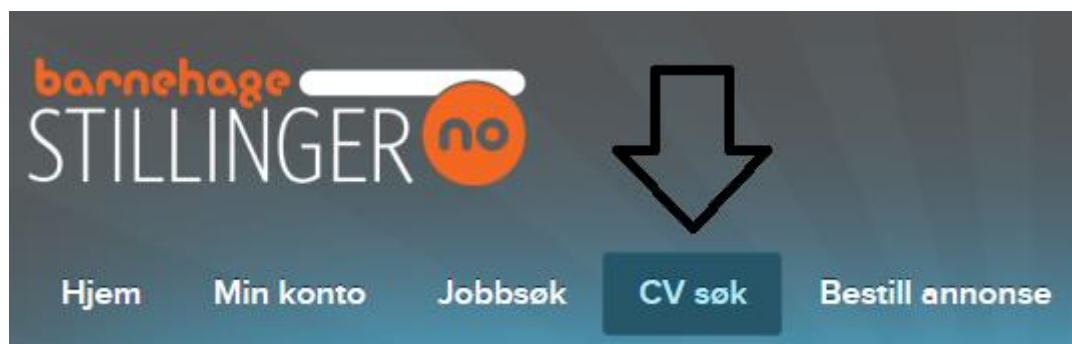 barnehage
STILLINGER no
Hjem Min konto Jobbsøk CV søk Bestill annonse